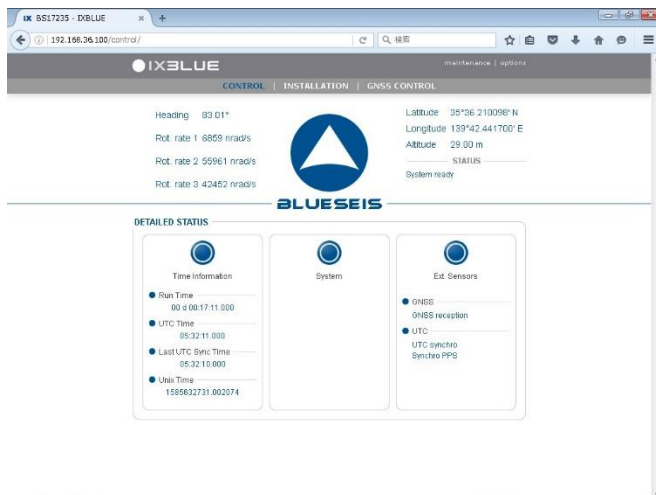 BS17235 - IXBLUE
192.168.36.100/control/
検索
IXBLUE
maintenance | options
CONTROL | INSTALLATION | GNSS CONTROL
Heading 83.01°
Rot. rate 1 6859 nrad/s
Rot. rate 2 55961 nrad/s
Rot. rate 3 42452 nrad/s
BLUESEIS
Latitude 35°36.210098' N
Longitude 139°42.441700' E
Altitude 29.00 m
STATUS
System ready
DETAILED STATUS
Time Information
Run Time
00 d 00:17:11.000
UTC Time
05:32:11.000
Last UTC Sync Time
05:32:10.000
Unix Time
1585632731.002074
System
Ext. Sensors
GNSS
GNSS reception
UTC
UTC synchro
Synchro PPS